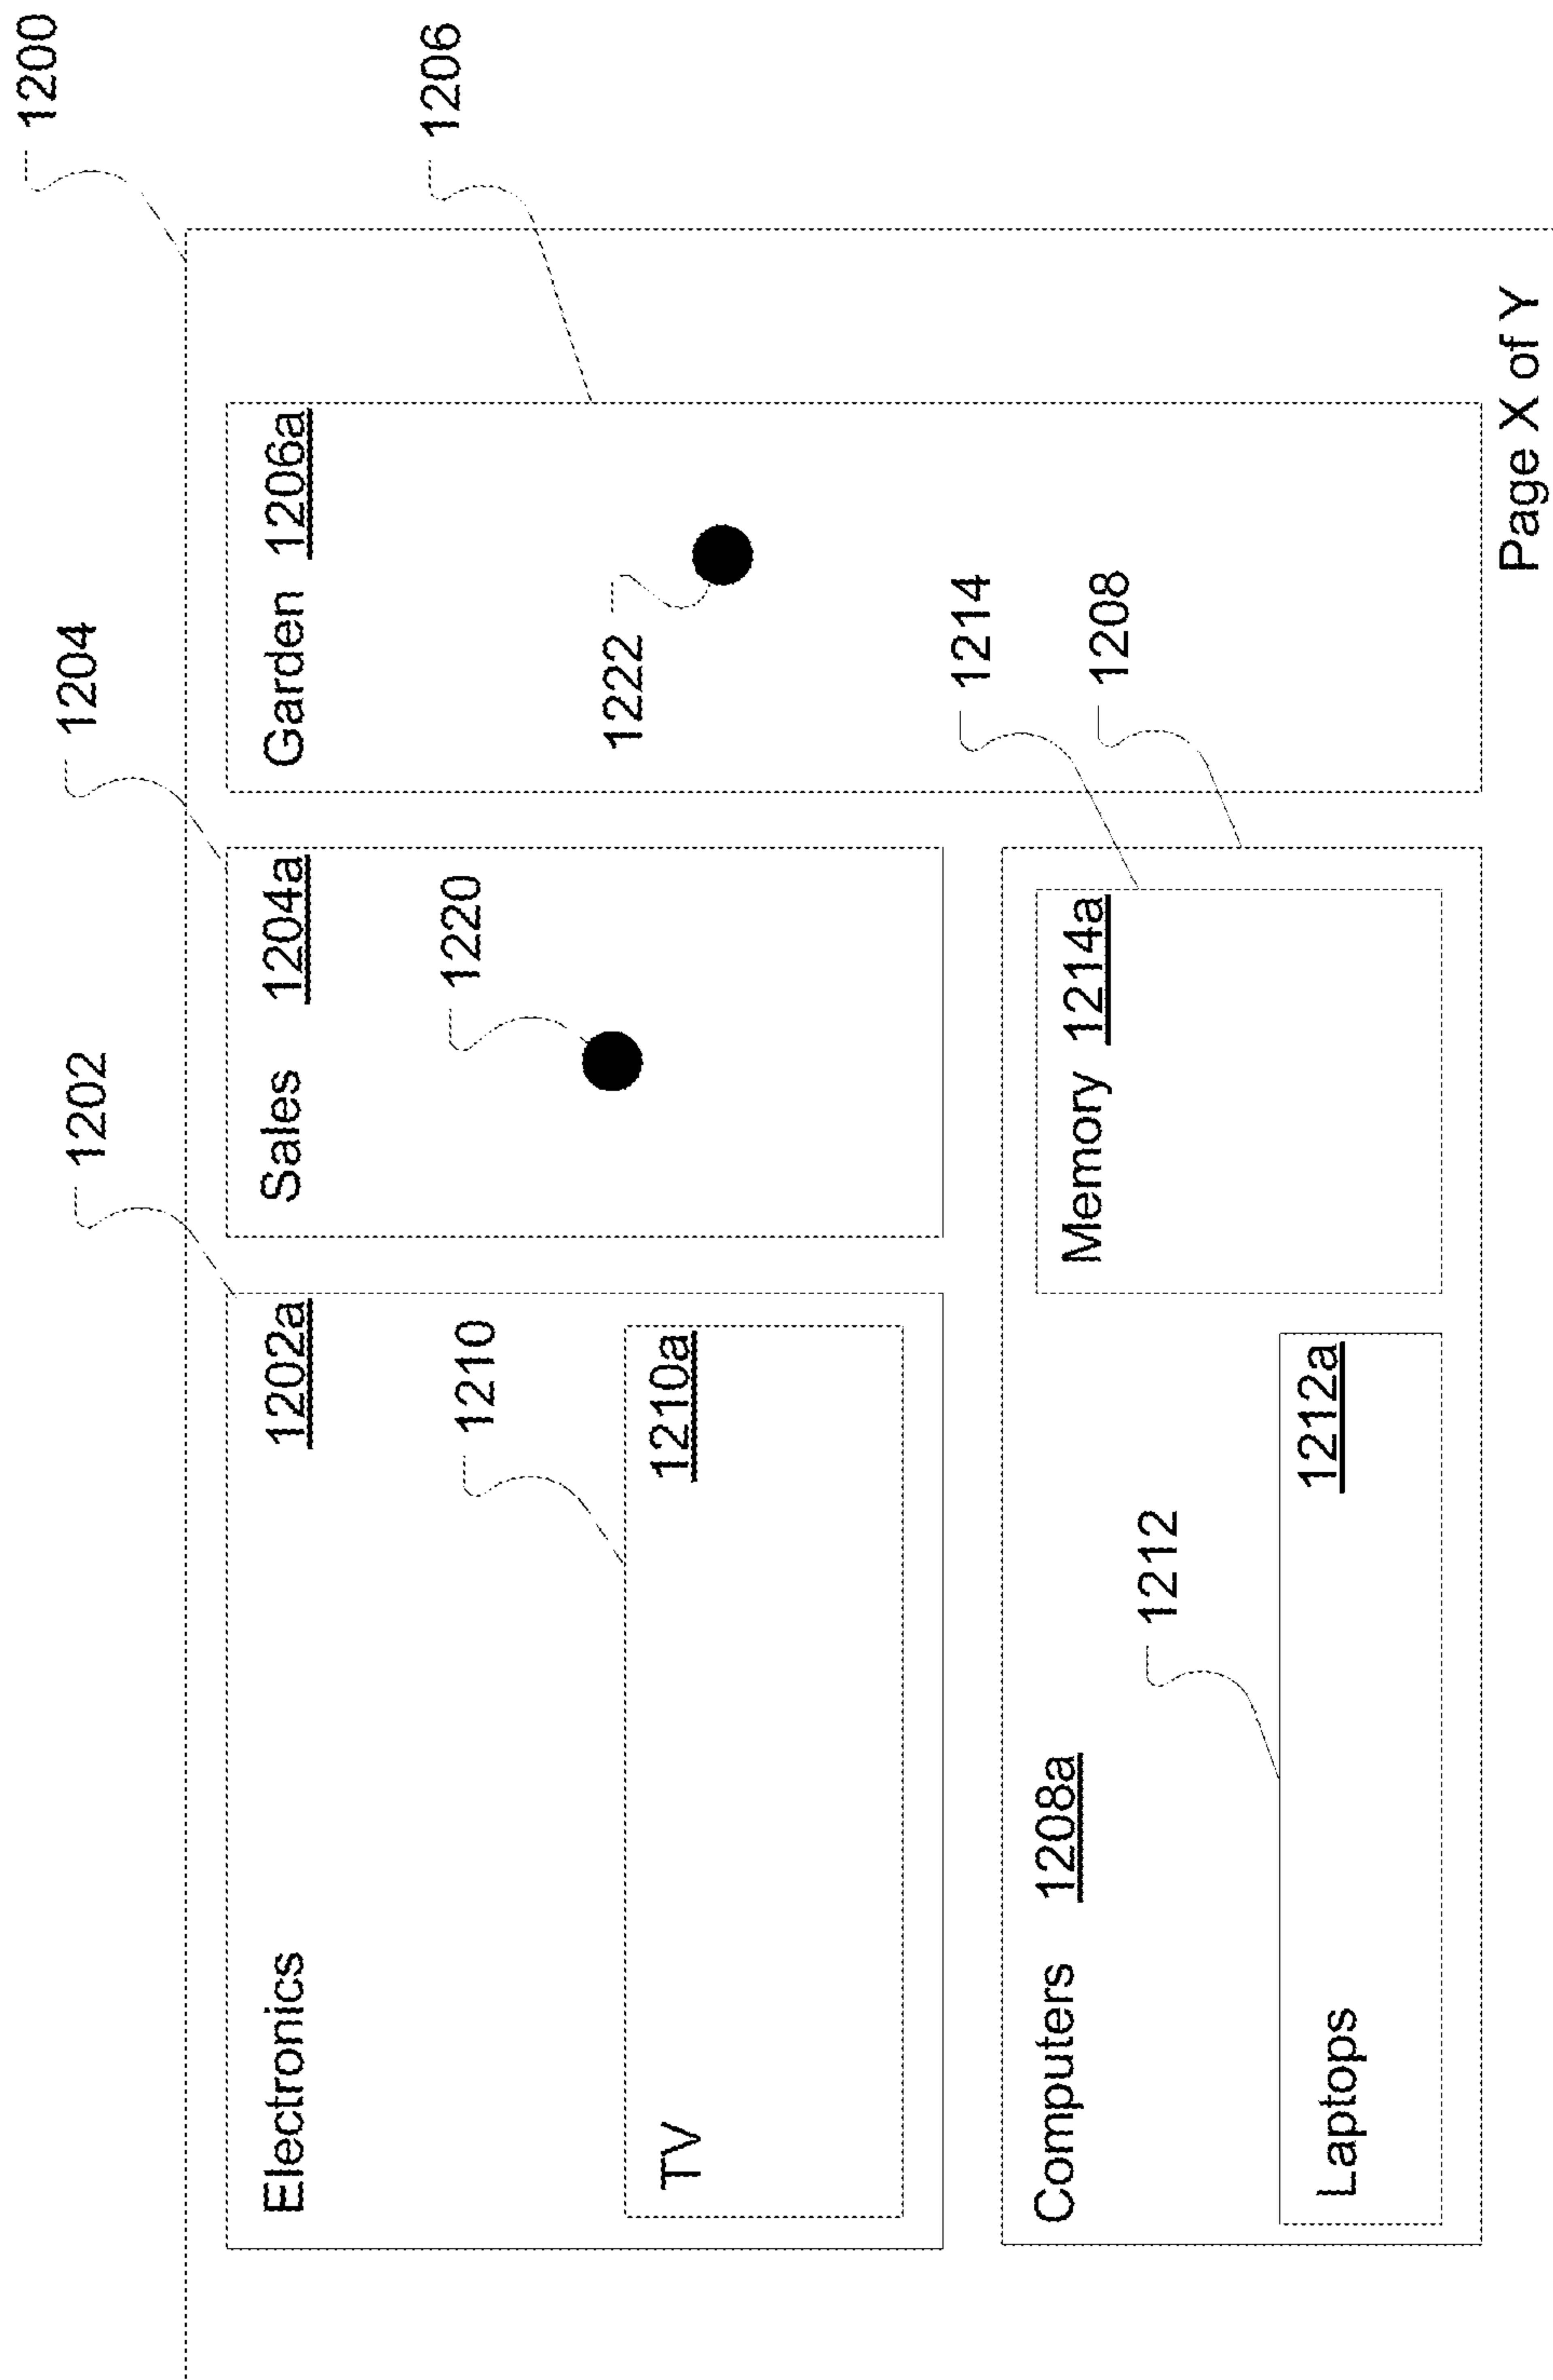 1200
1202
1204
1206
Electronics 1202a
Sales 1204a
Garden 1206a
1210
1220
1222
TV 1210a
1214
1208
Computers 1208a
Memory 1214a
1212
Laptops 1212a
Page X of Y